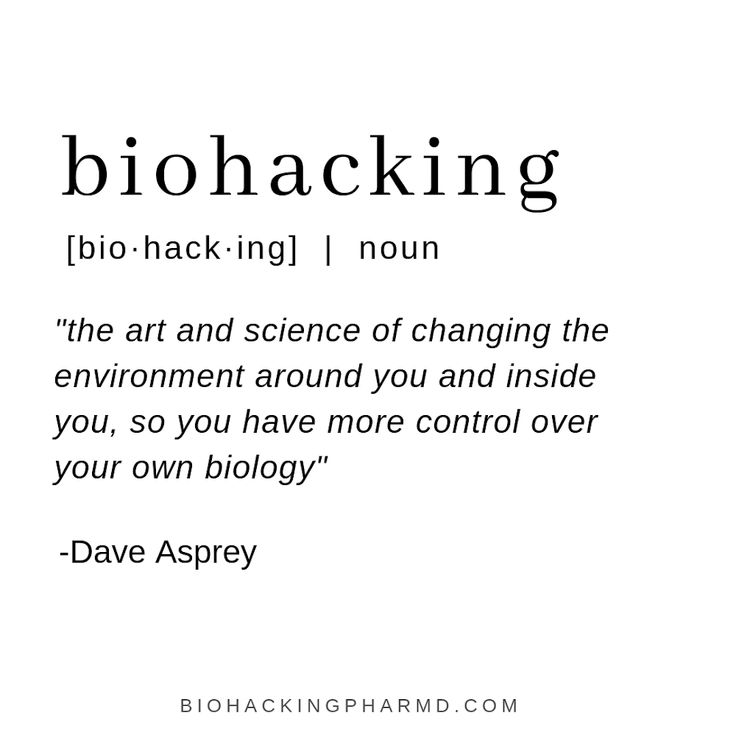 biohacking
[bio·hack·ing] | noun
"the art and science of changing the
environment around you and inside
you, so you have more control over
your own biology"
-Dave Asprey
BIOHACKINGPHARMD.COM